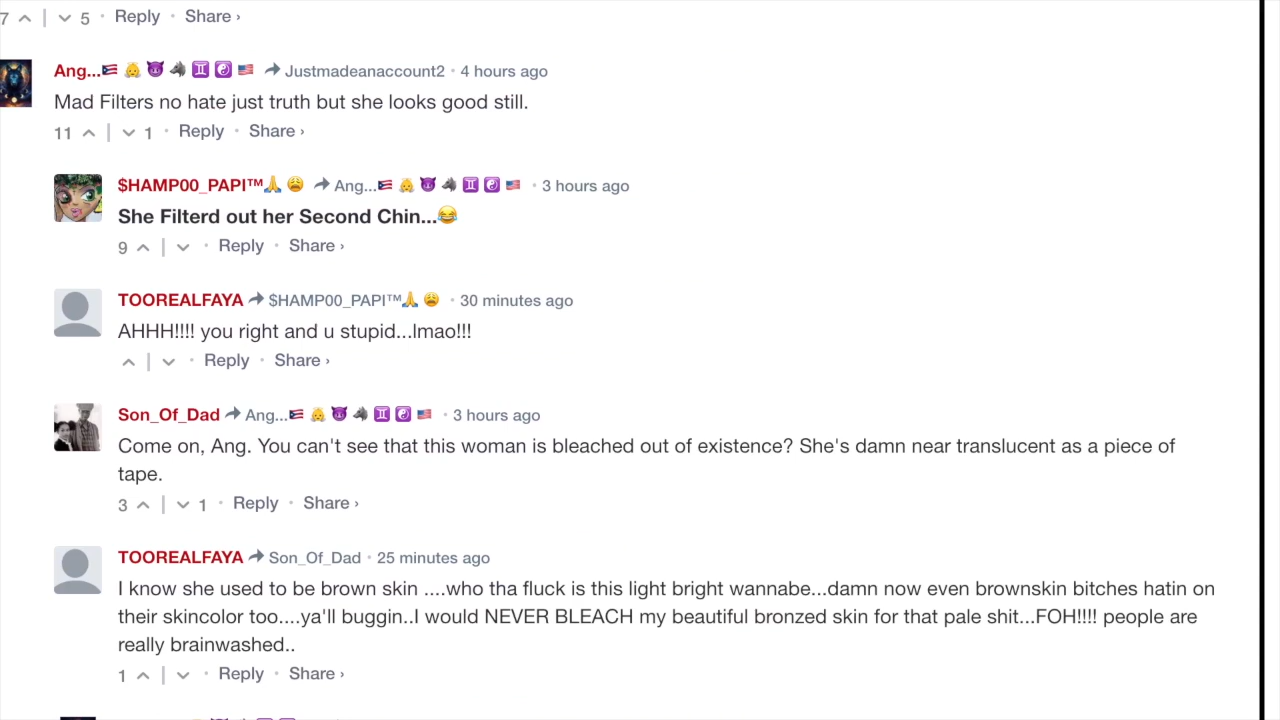 7 | 5 · Reply · Share ›
Ang...🇵🇷 👸 😈 🐺 ♊ ☯ 🇺🇸 Justmadeanaccount2 · 4 hours ago
Mad Filters no hate just truth but she looks good still.
11 | 1 · Reply · Share ›
$HAMP00_PAPI™🙏 😩 Ang...🇵🇷 👸 😈 🐺 ♊ ☯ 🇺🇸 · 3 hours ago
She Filterd out her Second Chin...😂
9 | · Reply · Share ›
TOOREALFAYA $HAMP00_PAPI™🙏 😩 · 30 minutes ago
AHHH!!!! you right and u stupid...lmao!!!
| · Reply · Share ›
Son_Of_Dad Ang...🇵🇷 👸 😈 🐺 ♊ ☯ 🇺🇸 · 3 hours ago
Come on, Ang. You can't see that this woman is bleached out of existence? She's damn near translucent as a piece of
tape.
3 | 1 · Reply · Share ›
TOOREALFAYA Son_Of_Dad · 25 minutes ago
I know she used to be brown skin ....who tha fluck is this light bright wannabe...damn now even brownskin bitches hatin on
their skincolor too....ya'll buggin..I would NEVER BLEACH my beautiful bronzed skin for that pale shit...FOH!!!! people are
really brainwashed..
1 | · Reply · Share ›